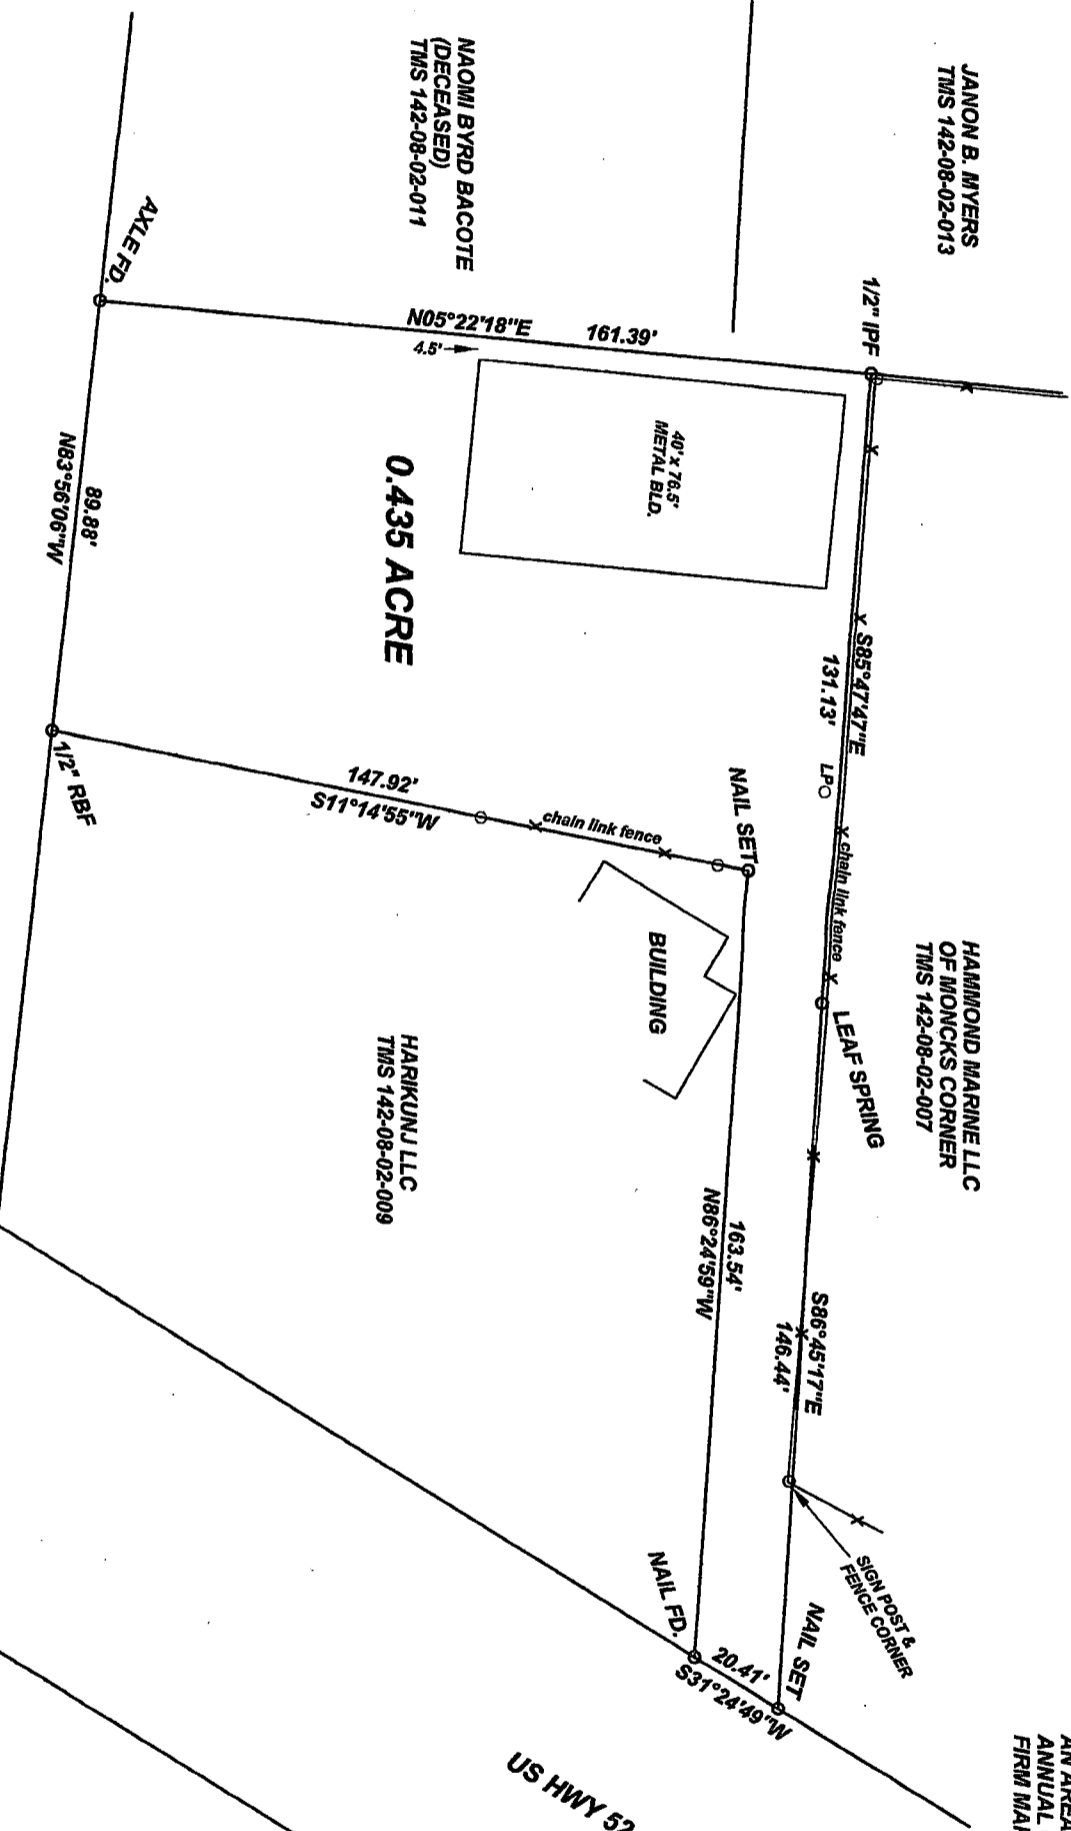 JANON B. MYERS
TMS 142-08-02-013
NAOMI BYRD BACOTE
(DECEASED)
TMS 142-08-02-011
1/2" IPF
AXLE FD.
N05°22'18"E 161.39'
4.5'
40' x 76.5'
METAL BLD.
0.435 ACRE
89.88'
N83°56'06"W
1/2" RBF
S85°47'47"E
131.13'
LP
chain link fence
147.92'
S11°14'55"W
chain link fence
NAIL SET
BUILDING
HAMMOND MARINE LLC
OF MONCKS CORNER
TMS 142-08-02-007
LEAF SPRING
HARIKUNJ LLC
TMS 142-08-02-009
163.54'
N86°24'59"W
S86°45'17"E
146.44'
SIGN POST &
FENCE CORNER
NAIL SET
NAIL FD.
20.41'
S31°24'49"W
US HWY 52
AN AREA
ANNUAL
FIRM MAP